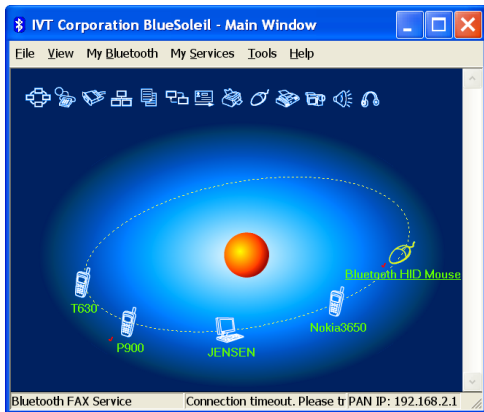 IVT Corporation BlueSoleil - Main Window
File View My Bluetooth My Services Tools Help
Bluetooth HID Mouse
T630
Nokia3650
P900
JENSEN
Bluetooth FAX Service Connection timeout. Please tr PAN IP: 192.168.2.1